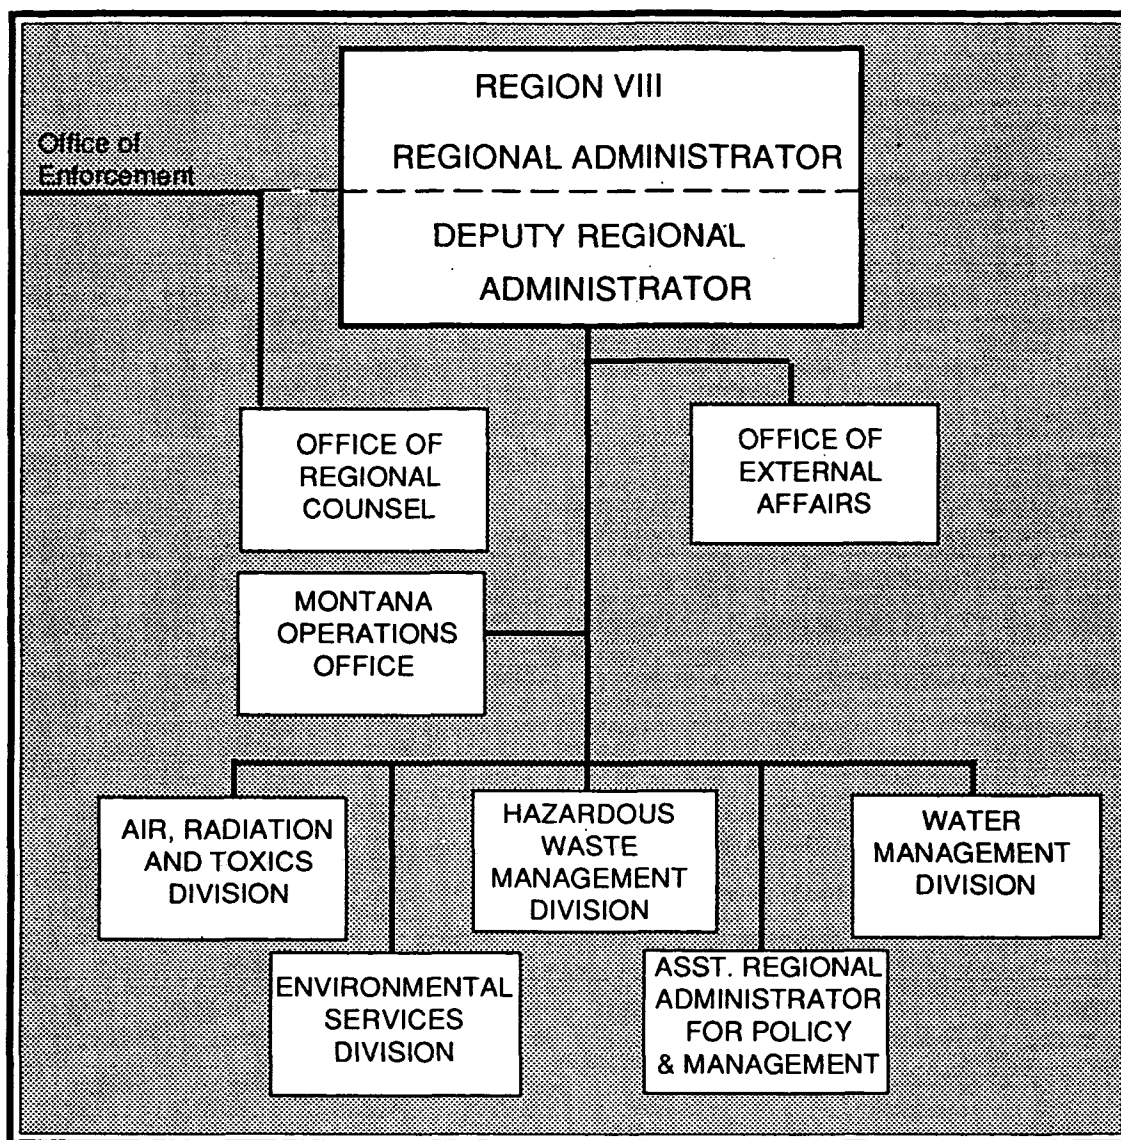 REGION VIII
REGIONAL ADMINISTRATOR
DEPUTY REGIONAL
ADMINISTRATOR
Office of
Enforcement
OFFICE OF
REGIONAL
COUNSEL
OFFICE OF
EXTERNAL
AFFAIRS
MONTANA
OPERATIONS
OFFICE
AIR, RADIATION
AND TOXICS
DIVISION
ENVIRONMENTAL
SERVICES
DIVISION
HAZARDOUS
WASTE
MANAGEMENT
DIVISION
ASST. REGIONAL
ADMINISTRATOR
FOR POLICY
& MANAGEMENT
WATER
MANAGEMENT
DIVISION